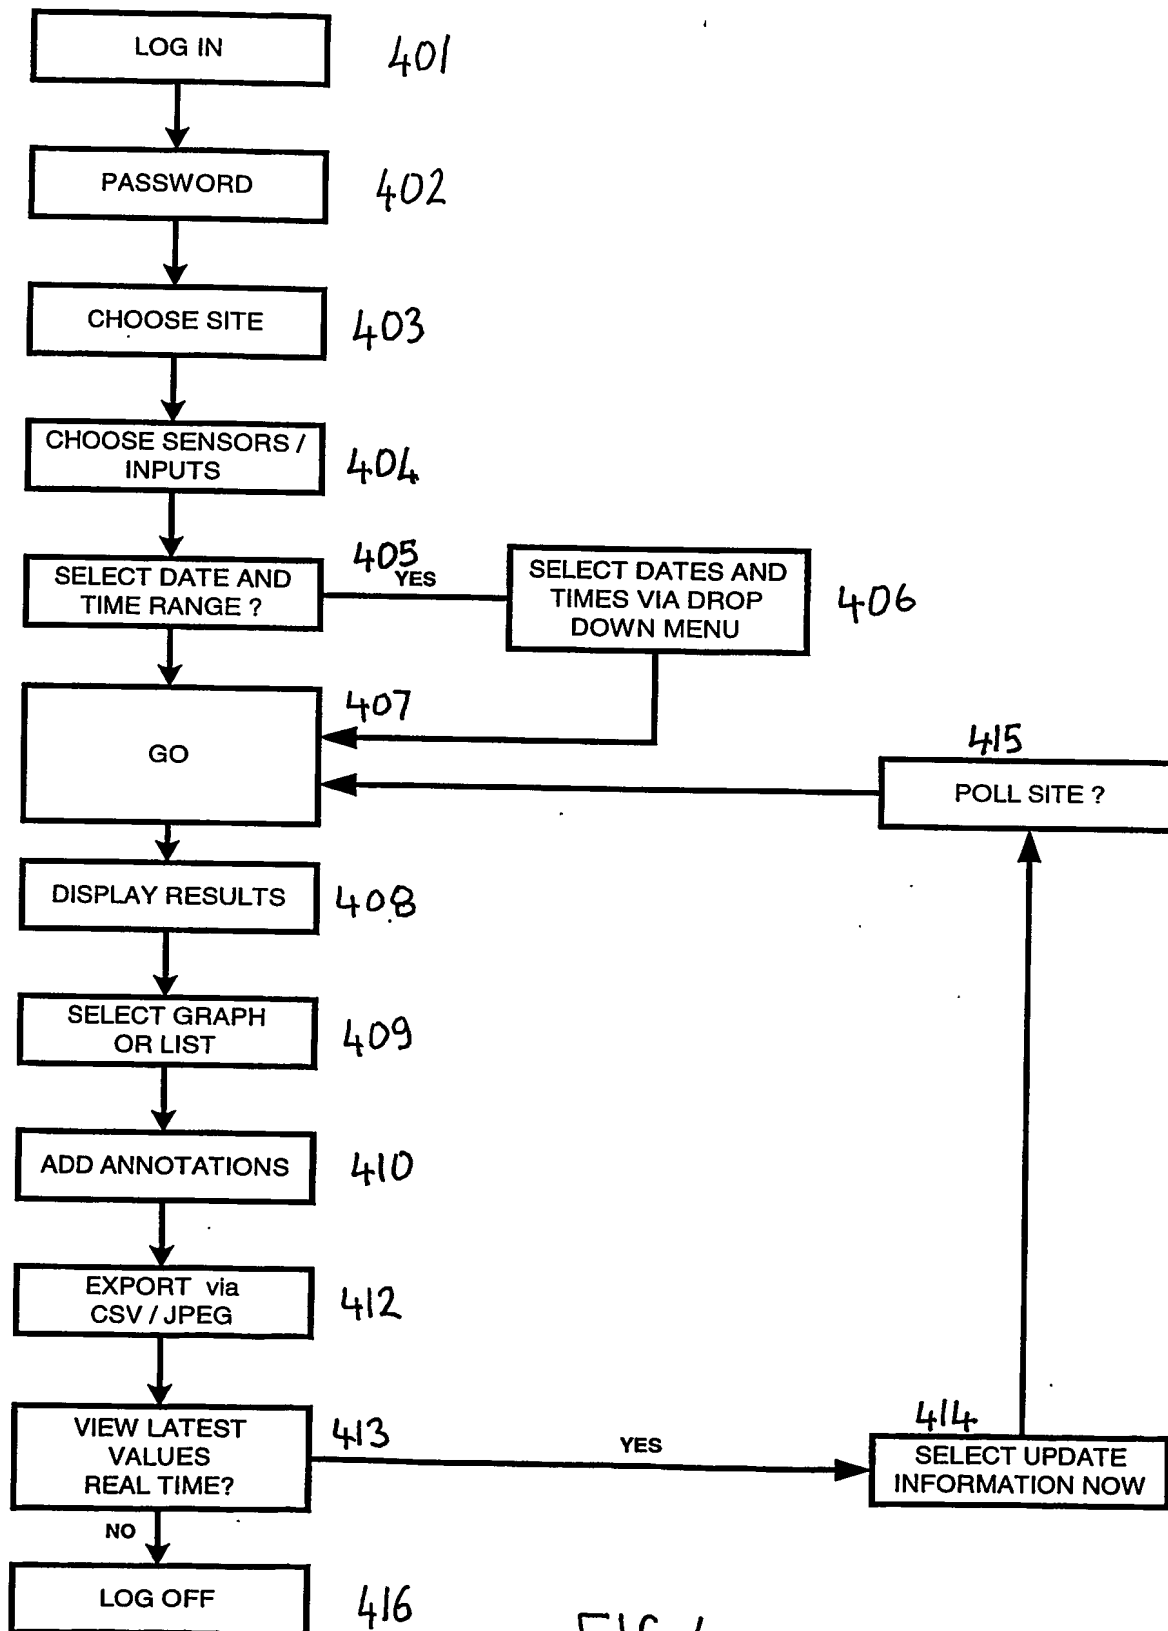 LOG IN
401
PASSWORD
402
CHOOSE SITE
403
CHOOSE SENSORS /
INPUTS
404
405
SELECT DATE AND
TIME RANGE ?
YES
SELECT DATES AND
TIMES VIA DROP
DOWN MENU
406
407
GO
415
POLL SITE ?
DISPLAY RESULTS
408
SELECT GRAPH
OR LIST
409
ADD ANNOTATIONS
410
EXPORT via
CSV / JPEG
412
VIEW LATEST
VALUES
REAL TIME?
413
YES
414
SELECT UPDATE
INFORMATION NOW
NO
LOG OFF
416